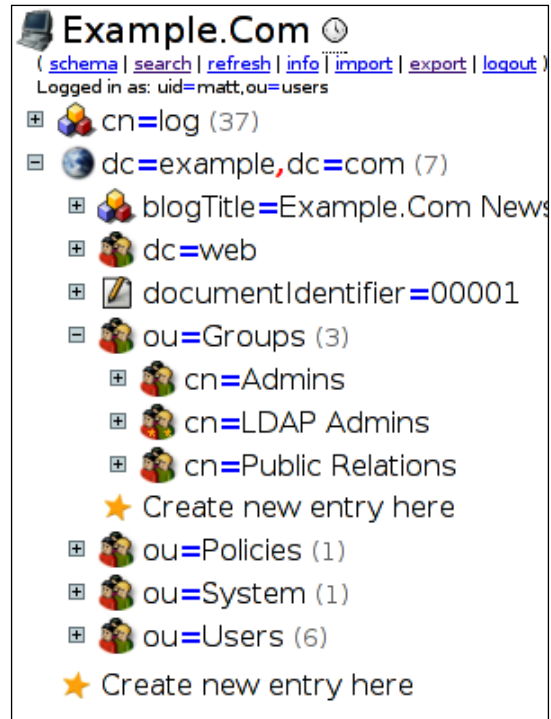 Example.Com
( schema | search | refresh | info | import | export | logout )
Logged in as: uid=matt,ou=users
cn=log (37)
dc=example,dc=com (7)
blogTitle=Example.Com News
dc=web
documentIdentifier=00001
ou=Groups (3)
cn=Admins
cn=LDAP Admins
cn=Public Relations
Create new entry here
ou=Policies (1)
ou=System (1)
ou=Users (6)
Create new entry here